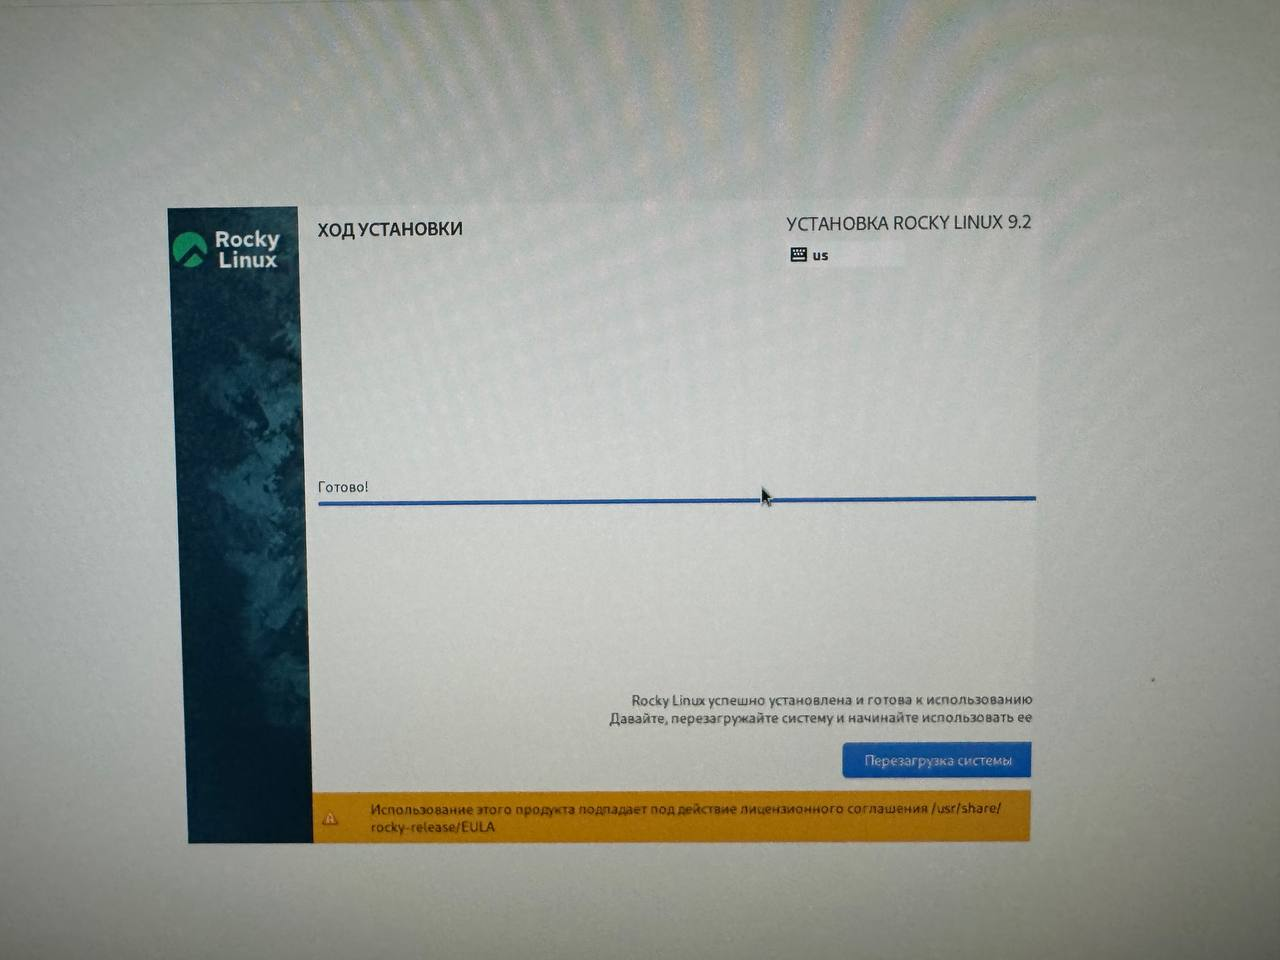 Rocky
Linux
ХОД УСТАНОВКИ
УСТАНОВКА ROCKY LINUX 9.2
us
Готово!
Rocky Linux успешно установлена и готова к использованию
Давайте, перезагружайте систему и начинайте использовать ее
Перезагрузка системы
Использование этого продукта подпадает под действие лицензионного соглашения /usr/share/
rocky-release/EULA